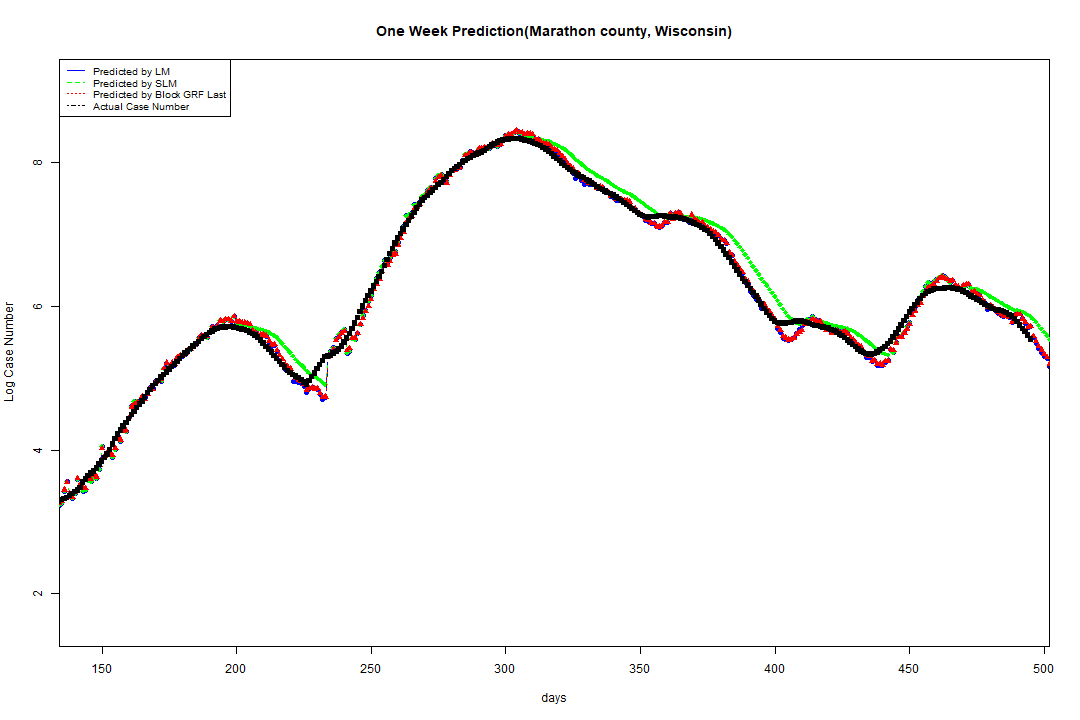 One Week Prediction(Marathon county, Wisconsin)
Predicted by LM
Predicted by SLM
Predicted by Block GRF Last
Actual Case Number
Log Case Number
8
6
4
2
150 200 250 300 350 400 450 500
days